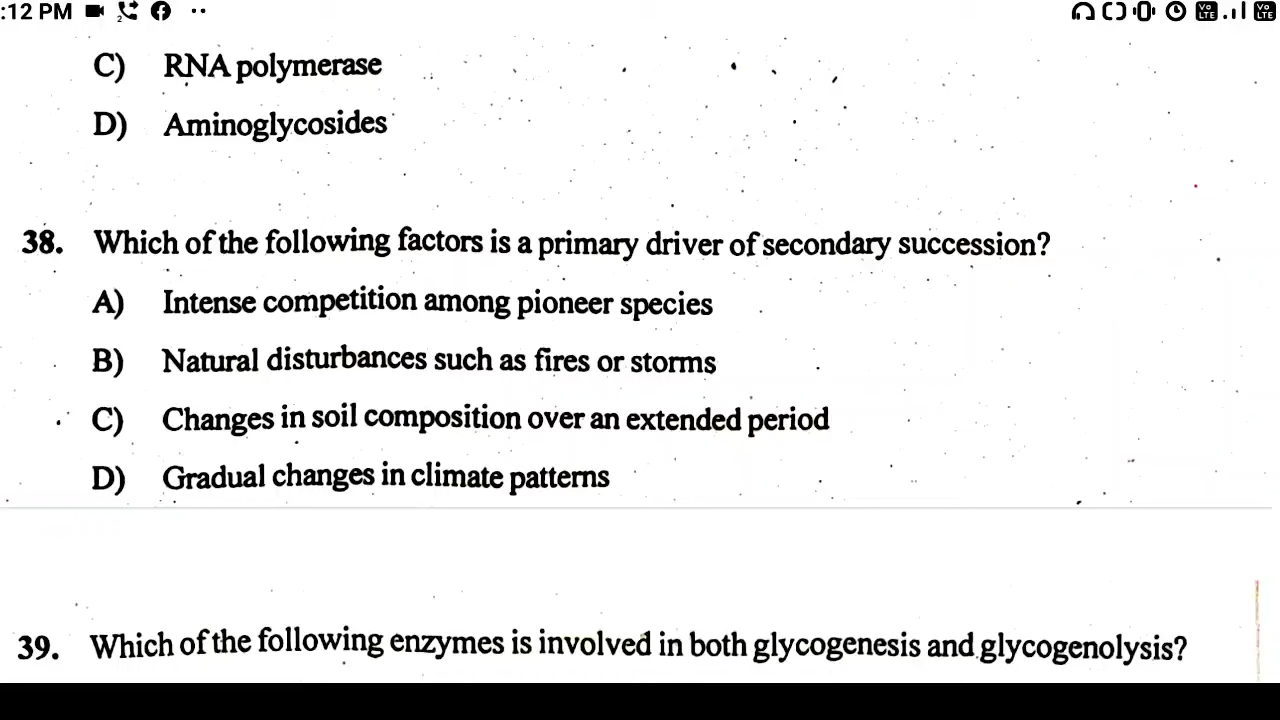 :12 PM
C) RNA polymerase
D) Aminoglycosides
38. Which of the following factors is a primary driver of secondary succession?
A) Intense competition among pioneer species
B) Natural disturbances such as fires or storms
C) Changes in soil composition over an extended period
D) Gradual changes in climate patterns
39. Which of the following enzymes is involved in both glycogenesis and glycogenolysis?